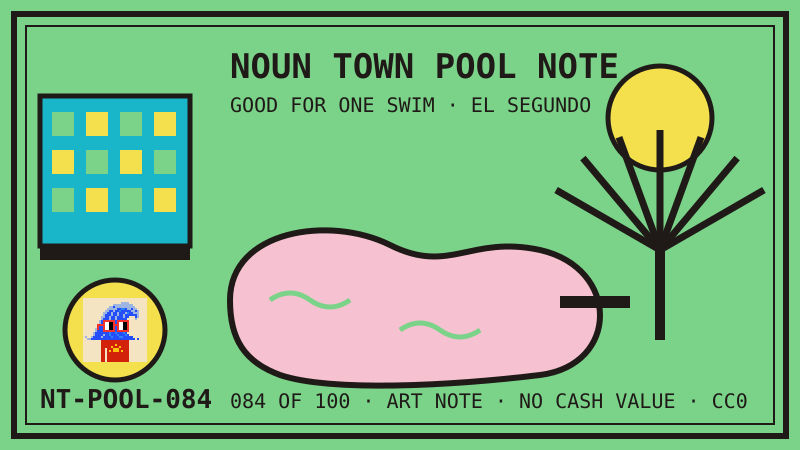 NOUN TOWN POOL NOTE
GOOD FOR ONE SWIM · EL SEGUNDO
NT-POOL-084
084 OF 100 · ART NOTE · NO CASH VALUE · CC0